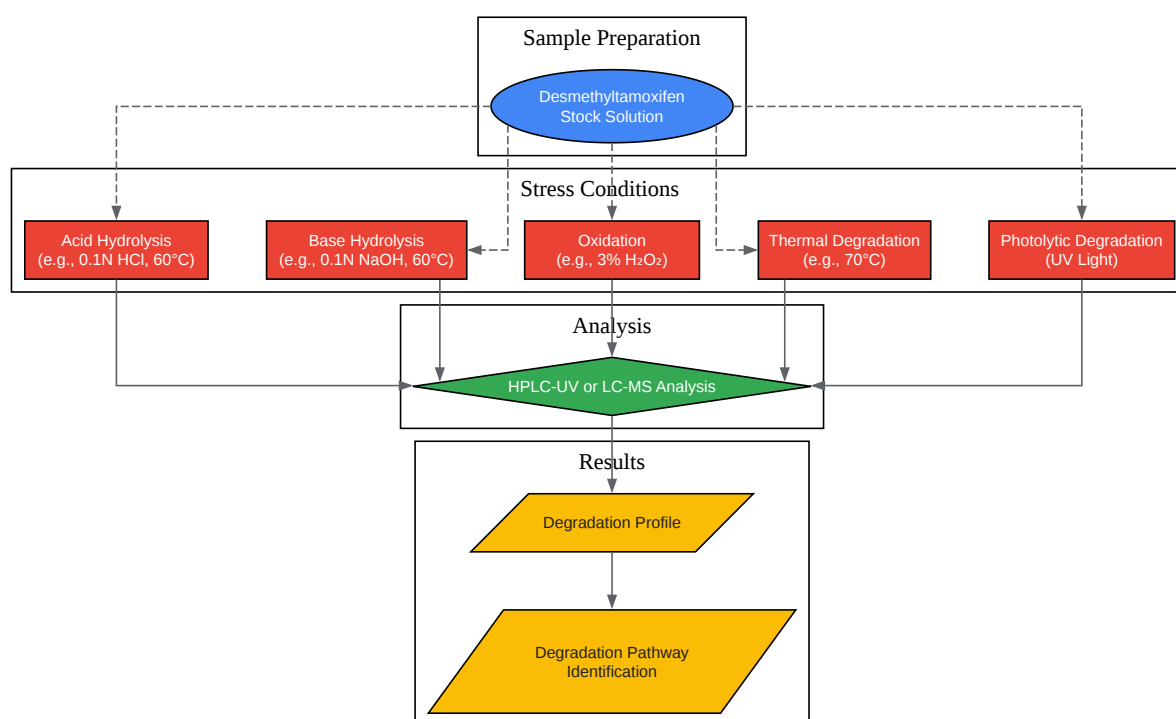 Sample Preparation
Desmethyltamoxifen
Stock Solution
Stress Conditions
Acid Hydrolysis
(e.g., 0.1N HCl, 60°C)
Base Hydrolysis
(e.g., 0.1N NaOH, 60°C)
Oxidation
(e.g., 3% H₂O₂)
Thermal Degradation
(e.g., 70°C)
Photolytic Degradation
(UV Light)
Analysis
HPLC-UV or LC-MS Analysis
Results
Degradation Profile
Degradation Pathway
Identification